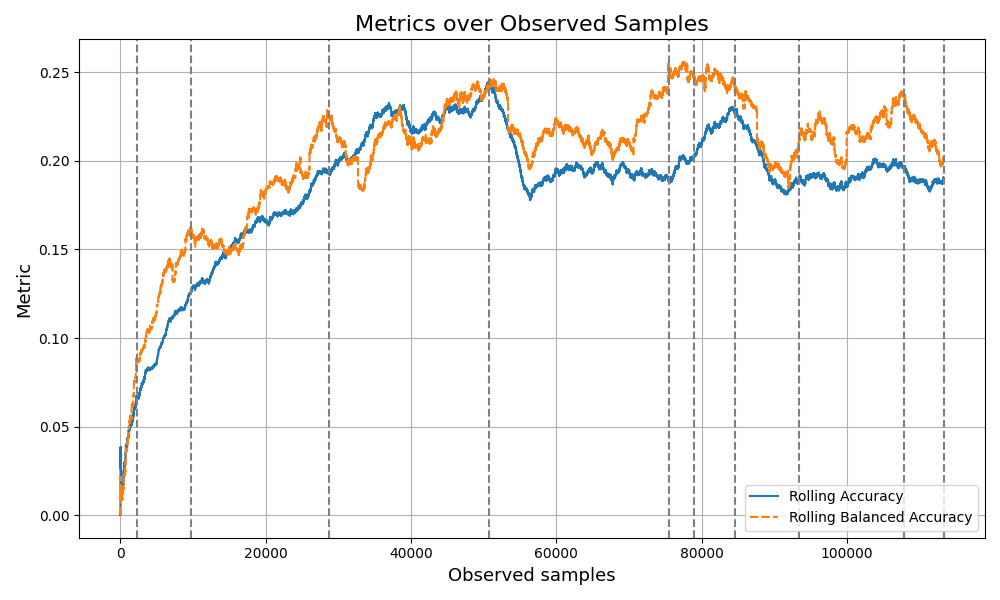 Metrics over Observed Samples
Metric
0.25
0.20
0.15
0.10
0.05
0.00
0
20000
40000
60000
80000
100000
Observed samples
Rolling Accuracy
Rolling Balanced Accuracy